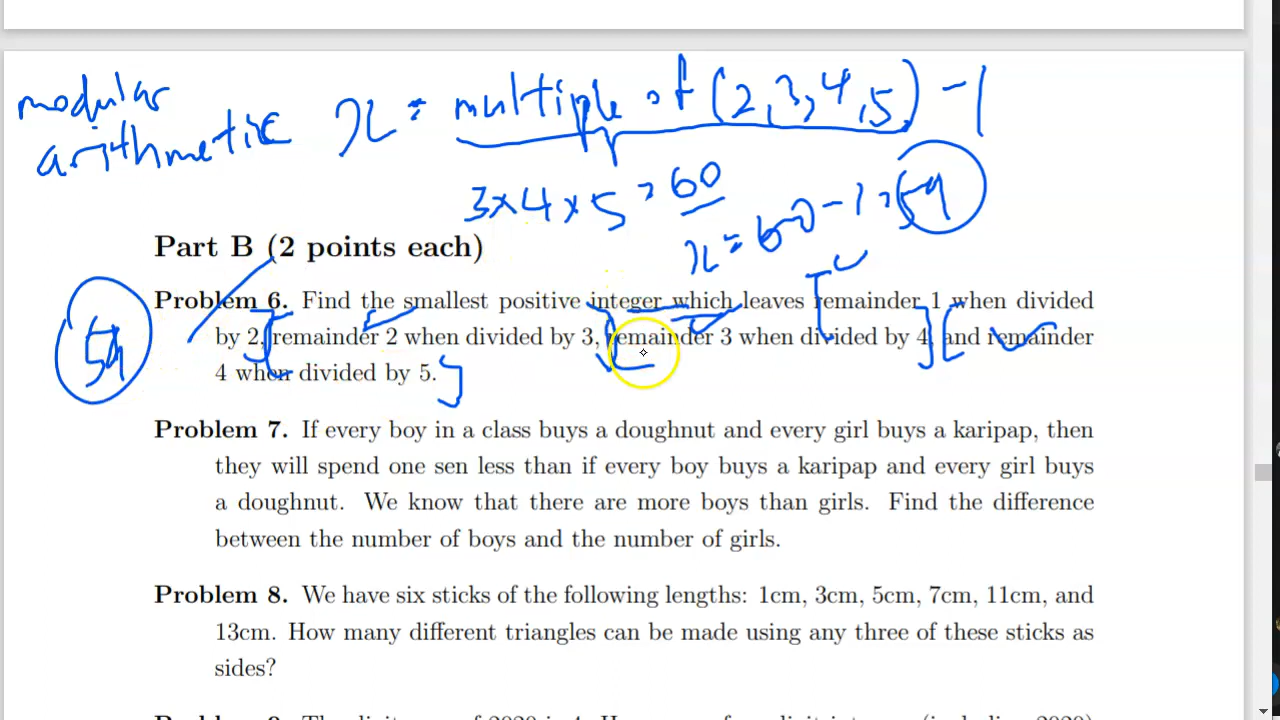 modular
arithmetic
x = multiple of (2,3,4,5) - 1
3x4x5 = 60
x = 60 - 1 = 59
Part B (2 points each)
Problem 6. Find the smallest positive integer which leaves remainder 1 when divided
by 2, remainder 2 when divided by 3, remainder 3 when divided by 4, and remainder
4 when divided by 5.
59
Problem 7. If every boy in a class buys a doughnut and every girl buys a karipap, then
they will spend one sen less than if every boy buys a karipap and every girl buys
a doughnut. We know that there are more boys than girls. Find the difference
between the number of boys and the number of girls.
Problem 8. We have six sticks of the following lengths: 1cm, 3cm, 5cm, 7cm, 11cm, and
13cm. How many different triangles can be made using any three of these sticks as
sides?